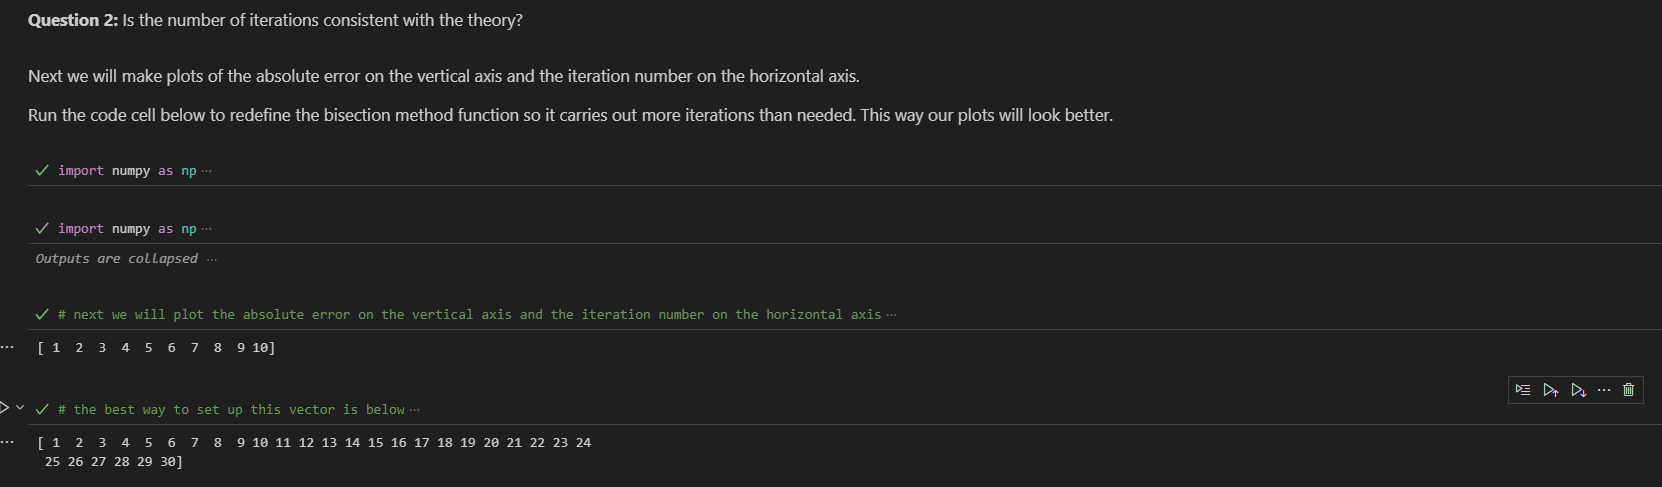 Question 2: Is the number of iterations consistent with the theory?
Next we will make plots of the absolute error on the vertical axis and the iteration number on the horizontal axis.
Run the code cell below to redefine the bisection method function so it carries out more iterations than needed. This way our plots will look better.
import numpy as np ···
import numpy as np ···
Outputs are collapsed ···
# next we will plot the absolute error on the vertical axis and the iteration number on the horizontal axis ···
[ 1  2  3  4  5  6  7  8  9 10]
# the best way to set up this vector is below ···
[ 1  2  3  4  5  6  7  8  9 10 11 12 13 14 15 16 17 18 19 20 21 22 23 24
 25 26 27 28 29 30]